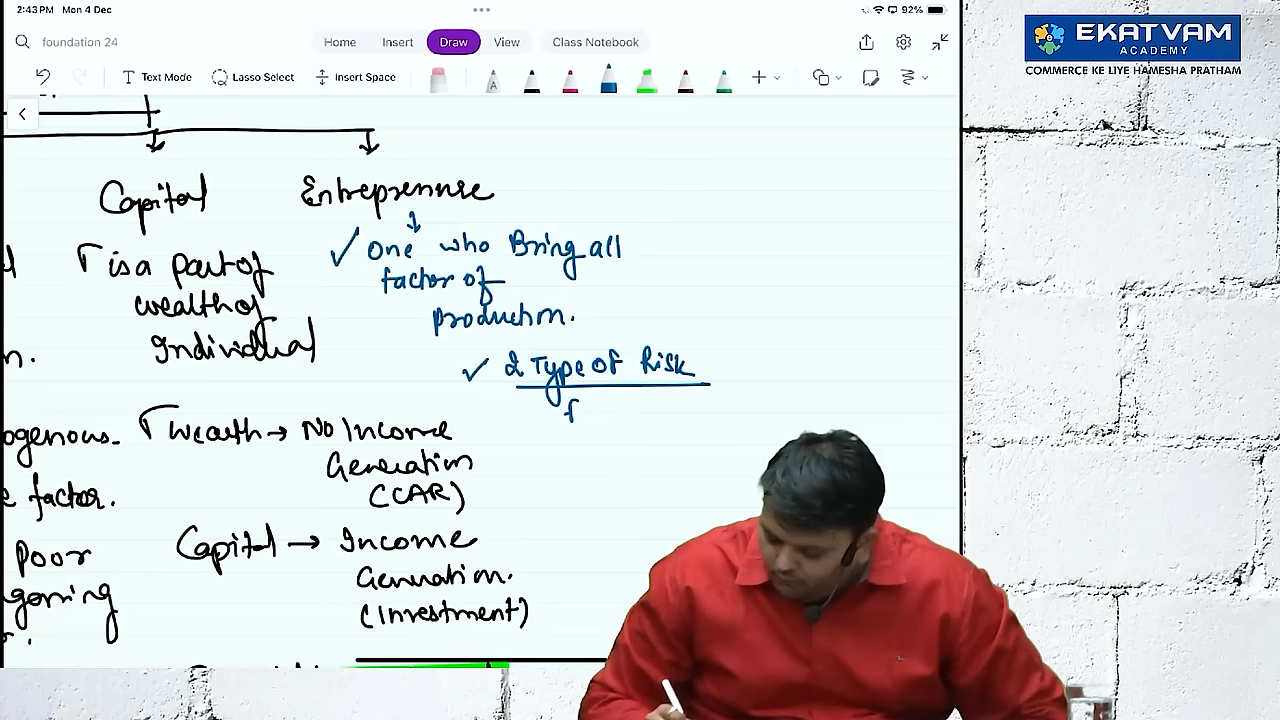 2:43 PM Mon 4 Dec
92%
foundation 24
Home Insert Draw View Class Notebook
Text Mode Lasso Select Insert Space
EKATVAM
ACADEMY
COMMERCE KE LIYE HAMESHA PRATHAM
Capital
is a part of
wealth of
Individual
n.
Entreprenure
One who Bring all
factor of
production.
2 Type of Risk
f
ogenous.
wealth → No Income
Generation
(CAR)
factor.
Capital → Income
Generation.
(Investment)
Poor
gaming